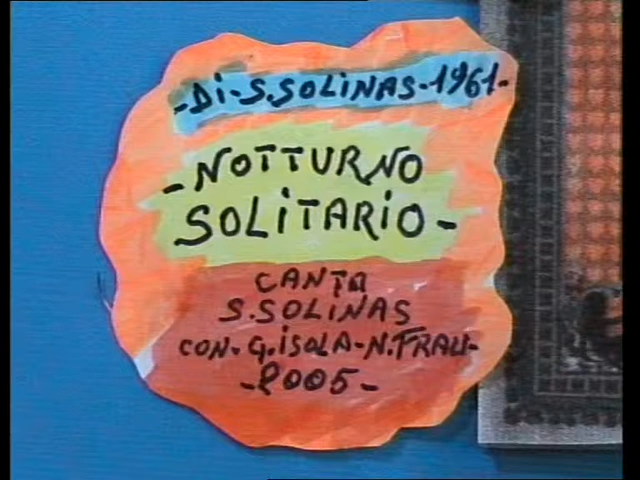 -Di-S.SOLiNAS-1961-
-NOTTURNO
SOLiTARiO-
CANTA
S.SOLiNAS
CON-G.iSOLA-N.FRAU-
-2005-